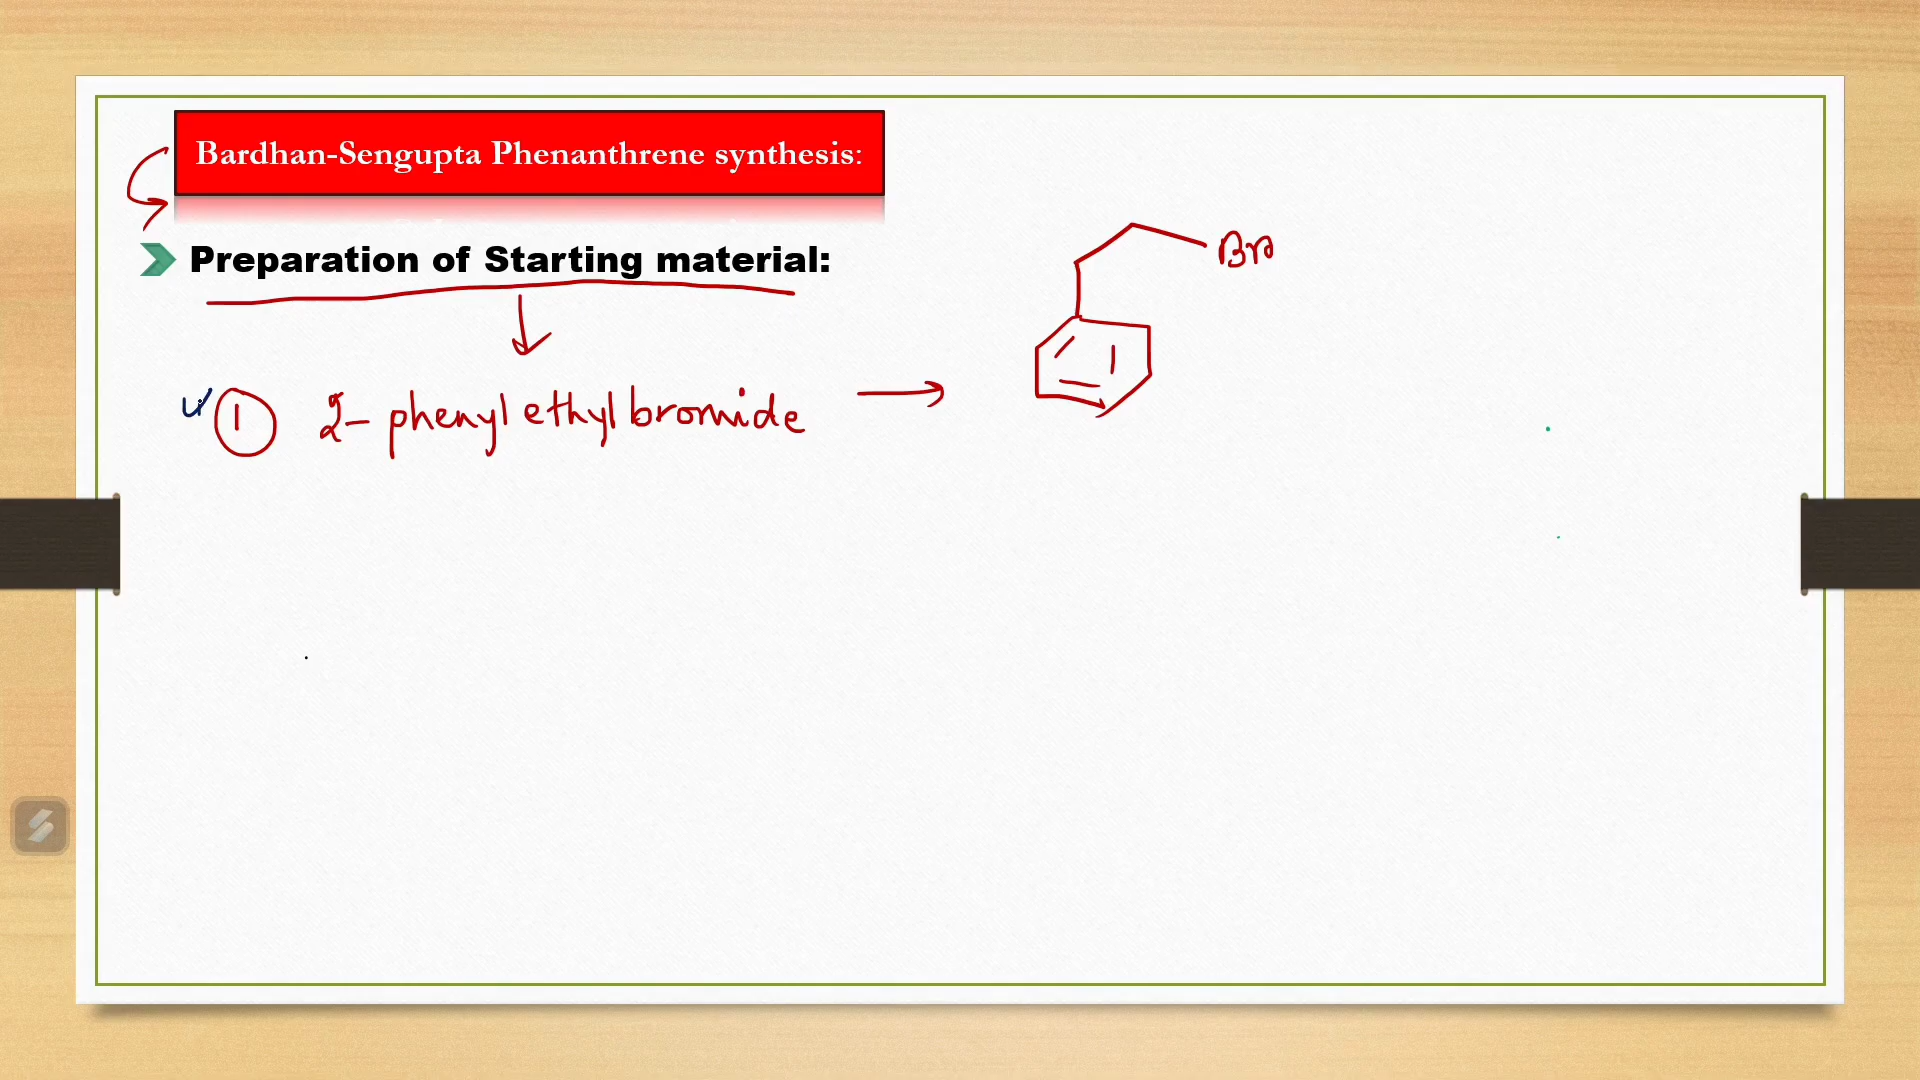 Bardhan-Sengupta Phenanthrene synthesis:
Preparation of Starting material:
Br
① 2- phenyl ethyl bromide